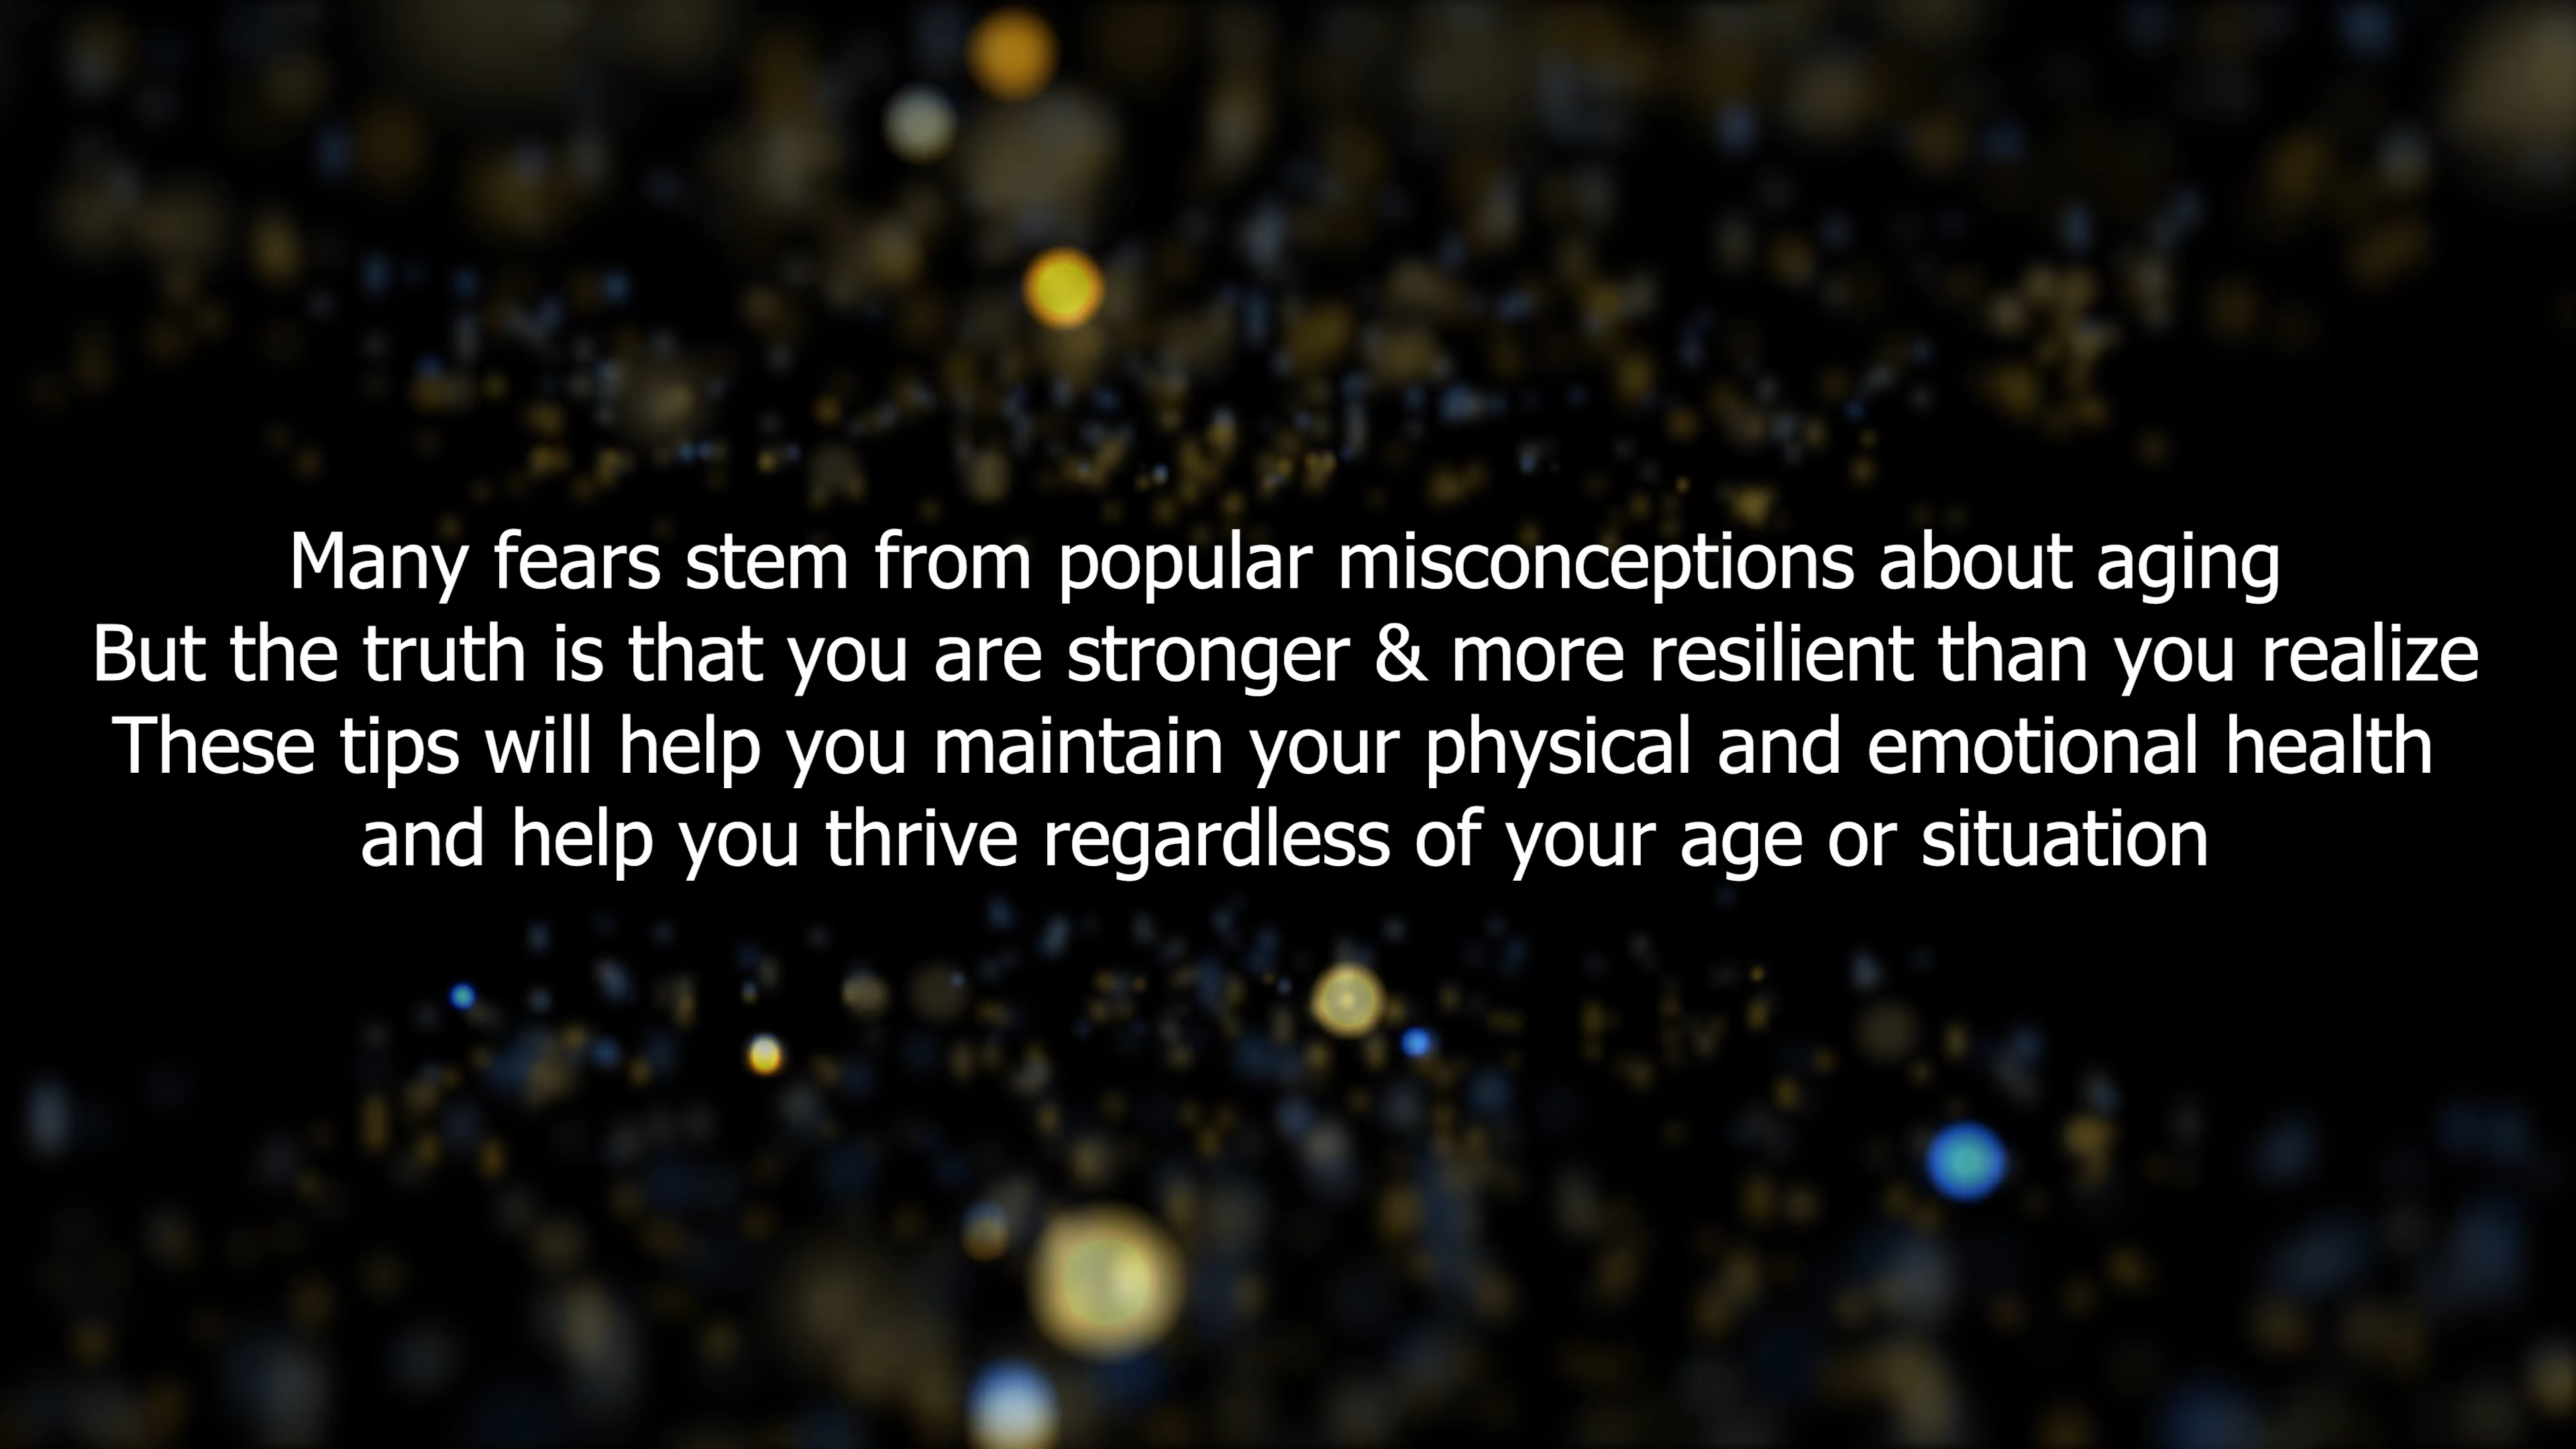 Many fears stem from popular misconceptions about aging
But the truth is that you are stronger & more resilient than you realize
These tips will help you maintain your physical and emotional health
and help you thrive regardless of your age or situation